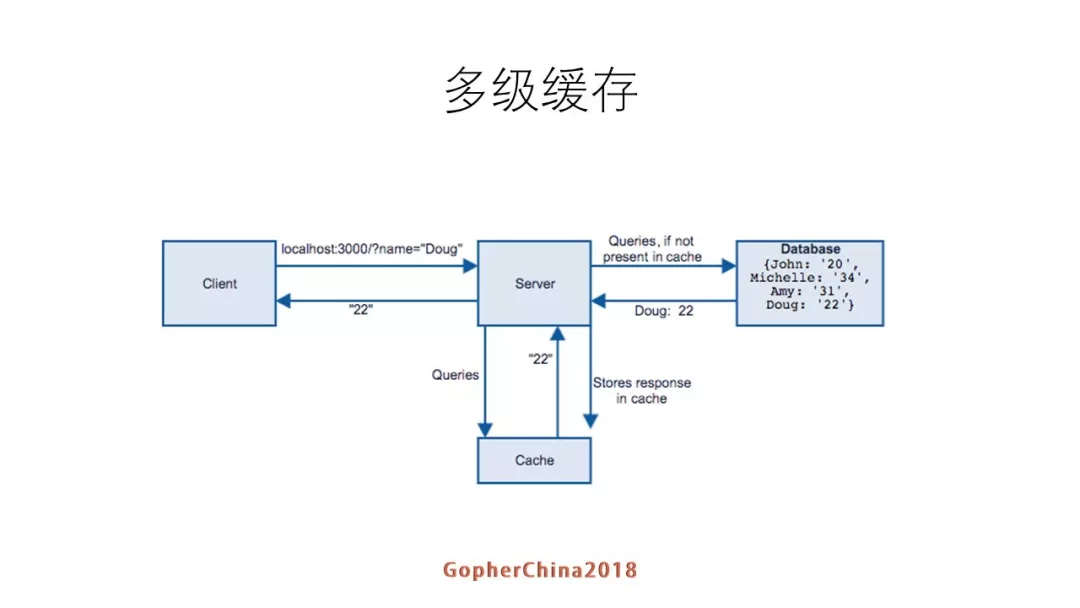 多级缓存
localhost:3000/?name="Doug"
Client
"22"
Server
Queries, if not
present in cache
Doug: 22
Database
{John: '20',
Michelle: '34',
Amy: '31',
Doug: '22'}
Queries
"22"
Stores response
in cache
Cache
GopherChina2018